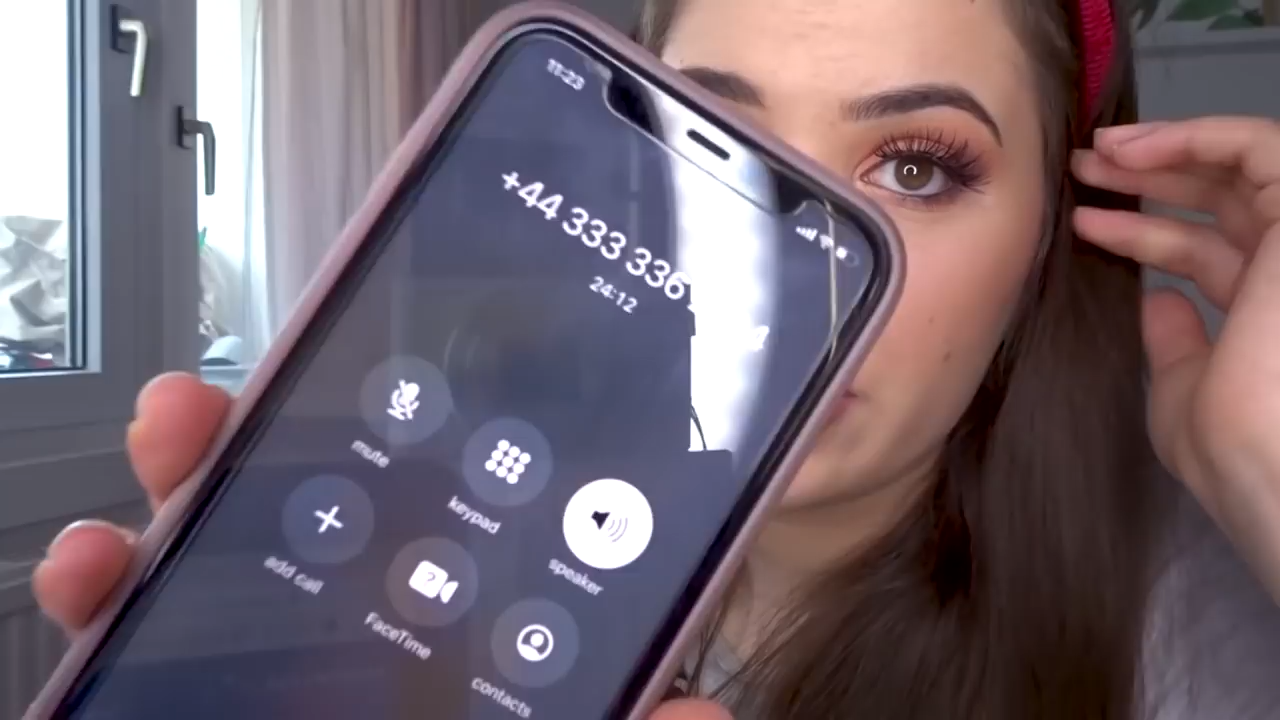 11:23
+44 333 336
24:12
mute
keypad
speaker
add call
FaceTime
contacts